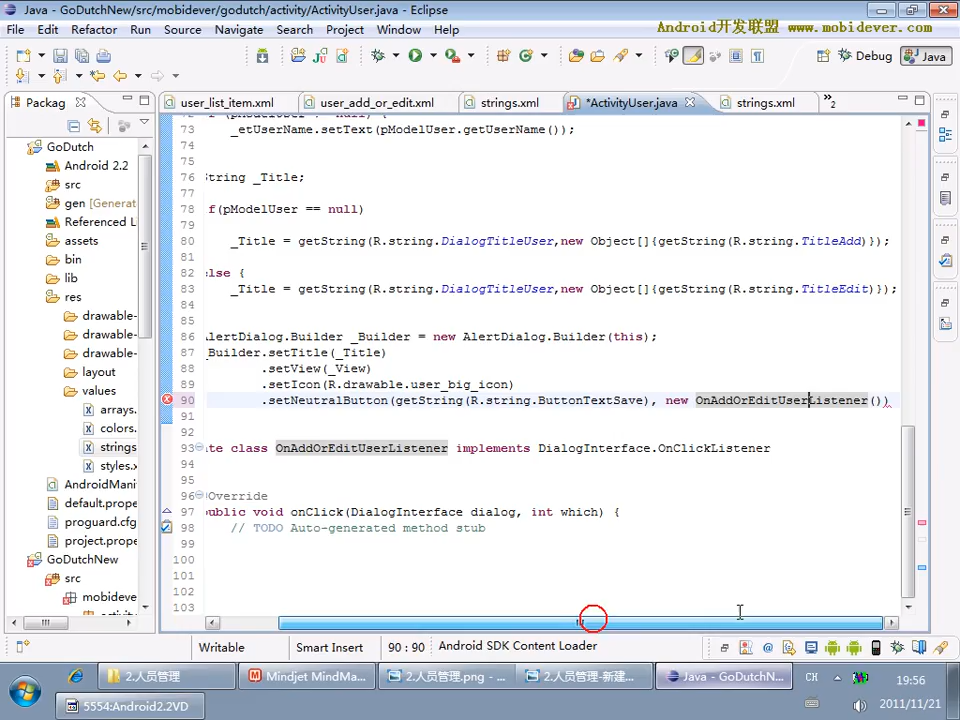 Java - GoDutchNew/src/mobidever/godutch/activity/ActivityUser.java - Eclipse
File Edit Refactor Run Source Navigate Search Project Window Help
Android开发联盟 www.mobidever.com
Debug Java
Packag
user_list_item.xml user_add_or_edit.xml strings.xml *ActivityUser.java strings.xml »2
GoDutch
Android 2.2
src
gen [Generat
Referenced Li
assets
bin
lib
res
drawable-
drawable-
drawable-
layout
values
arrays.
colors.
strings
styles.x
AndroidMani
default.prope
proguard.cfg
project.prope
GoDutchNew
src
mobideve
73 _etUserName.setText(pModelUser.getUserName());
74
75
76 String _Title;
77
78 if(pModelUser == null)
79
80 _Title = getString(R.string.DialogTitleUser,new Object[]{getString(R.string.TitleAdd)});
81
82 else {
83 _Title = getString(R.string.DialogTitleUser,new Object[]{getString(R.string.TitleEdit)});
84
85
86 AlertDialog.Builder _Builder = new AlertDialog.Builder(this);
87 _Builder.setTitle(_Title)
88 .setView(_View)
89 .setIcon(R.drawable.user_big_icon)
90 .setNeutralButton(getString(R.string.ButtonTextSave), new OnAddOrEditUserListener())
91
92
93 te class OnAddOrEditUserListener implements DialogInterface.OnClickListener
94
95
96 @Override
97 public void onClick(DialogInterface dialog, int which) {
98 // TODO Auto-generated method stub
99
100
101
102
103
Writable Smart Insert 90 : 90 Android SDK Content Loader
2.人员管理 Mindjet MindMa... 2.人员管理.png - ... 2.人员管理-新建... Java - GoDutchN... CH 19:56
5554:Android2.2VD 2011/11/21